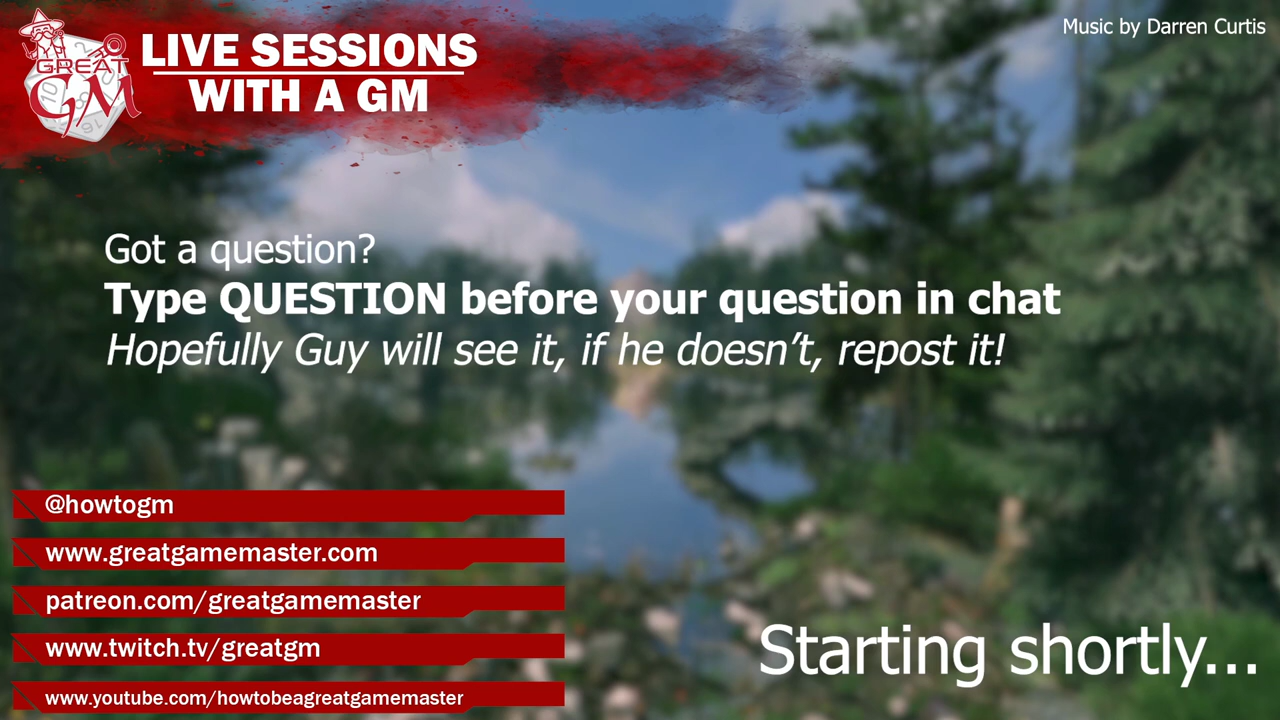 Music by Darren Curtis
GREAT
GM
LIVE SESSIONS
WITH A GM
Got a question?
Type QUESTION before your question in chat
Hopefully Guy will see it, if he doesn't, repost it!
@howtogm
www.greatgamemaster.com
patreon.com/greatgamemaster
www.twitch.tv/greatgm
www.youtube.com/howtobeagreatgamemaster
Starting shortly...